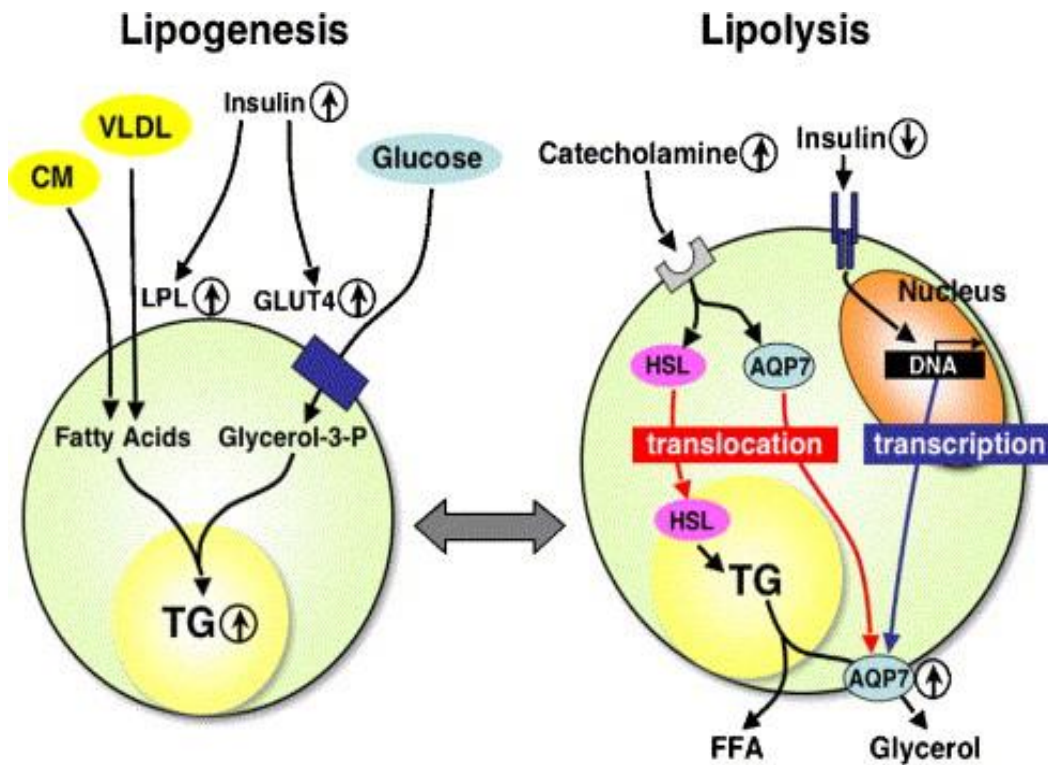 Lipogenesis
Insulin
VLDL
CM
Glucose
LPL
GLUT4
Fatty Acids
Glycerol-3-P
TG
Lipolysis
Catecholamine
Insulin
Nucleus
DNA
HSL
AQP7
translocation
transcription
HSL
TG
AQP7
FFA
Glycerol